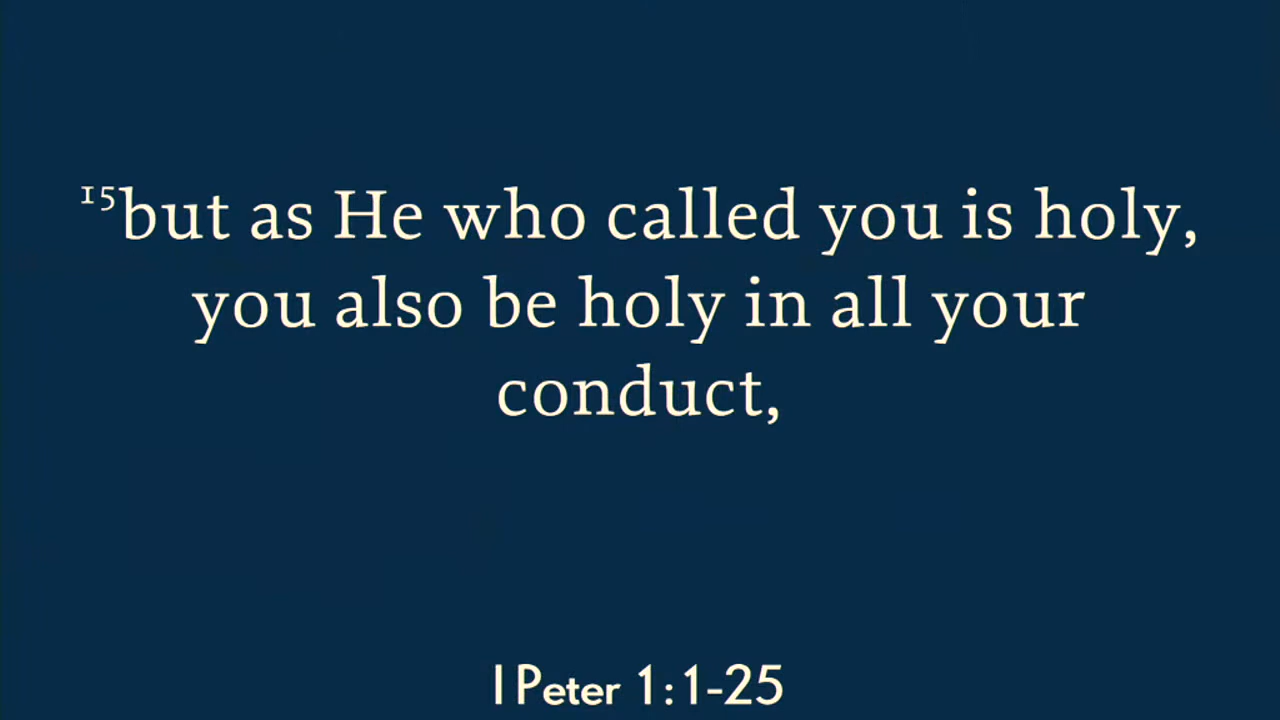 15but as He who called you is holy,
you also be holy in all your
conduct,
1 Peter 1:1-25